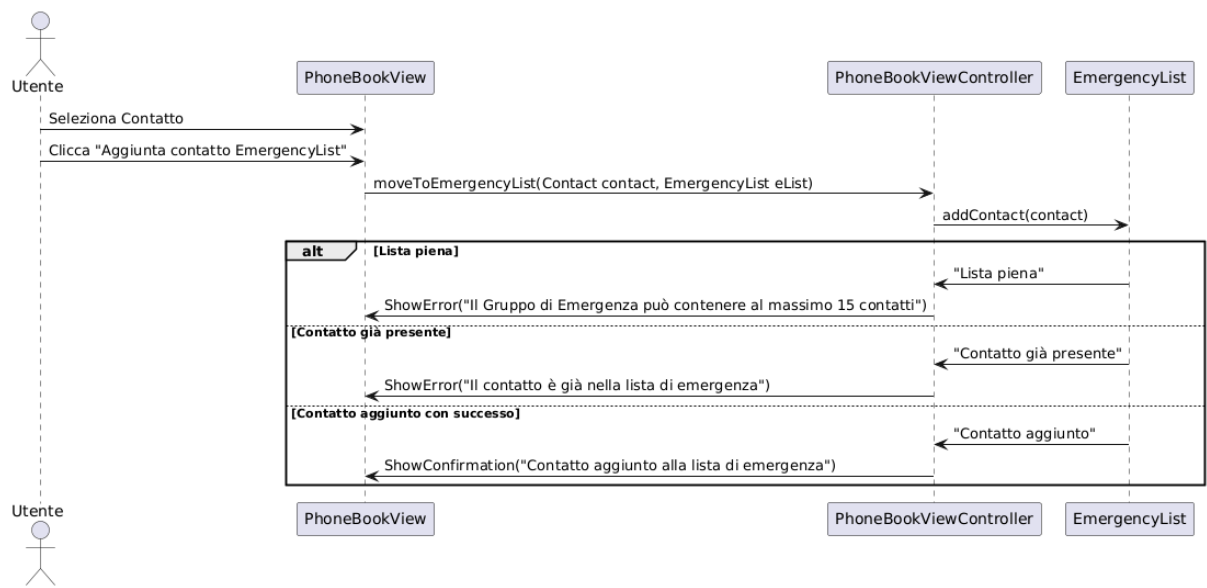 Utente
PhoneBookView
PhoneBookViewController
EmergencyList
Seleziona Contatto
Clicca "Aggiunta contatto EmergencyList"
moveToEmergencyList(Contact contact, EmergencyList eList)
addContact(contact)
alt
[Lista piena]
"Lista piena"
ShowError("Il Gruppo di Emergenza può contenere al massimo 15 contatti")
[Contatto già presente]
"Contatto già presente"
ShowError("Il contatto è già nella lista di emergenza")
[Contatto aggiunto con successo]
"Contatto aggiunto"
ShowConfirmation("Contatto aggiunto alla lista di emergenza")
Utente
PhoneBookView
PhoneBookViewController
EmergencyList